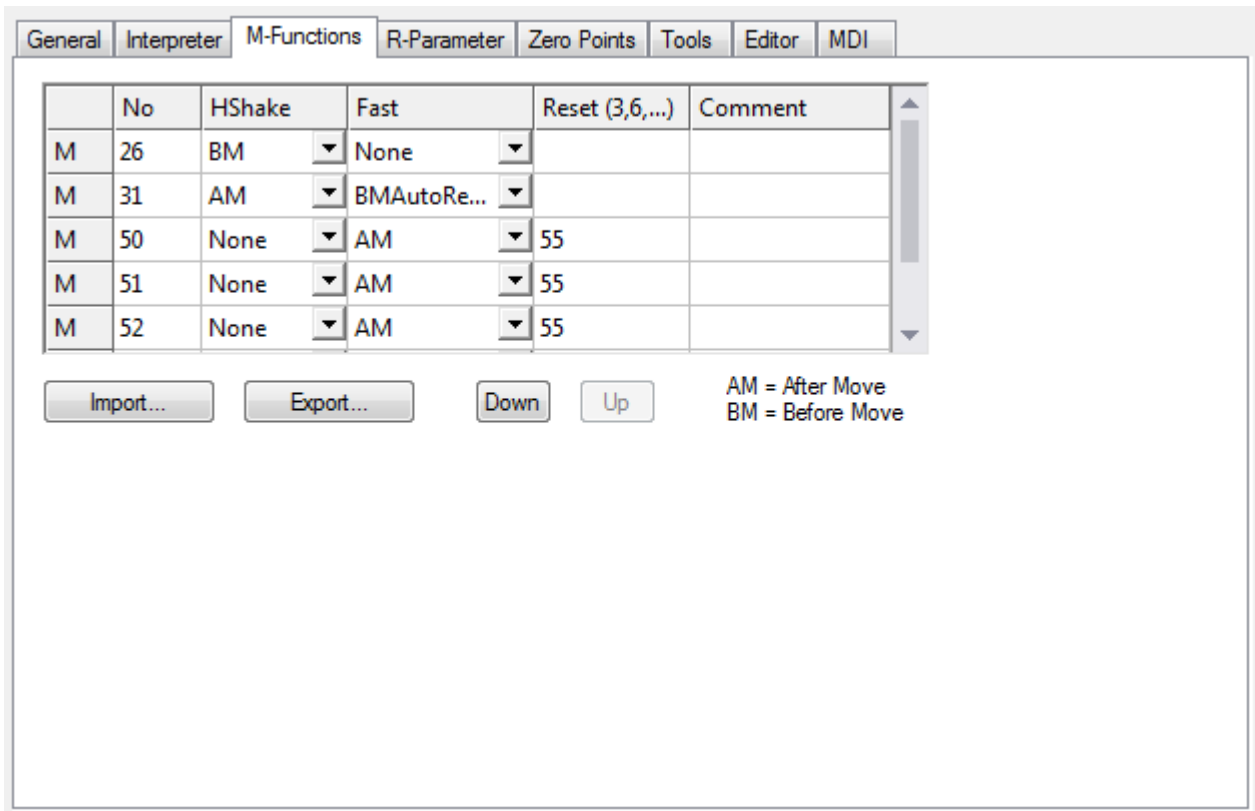 General Interpreter M-Functions R-Parameter Zero Points Tools Editor MDI
No HShake Fast Reset (3,6,...) Comment
M 26 BM None
M 31 AM BMAutoRe...
M 50 None AM 55
M 51 None AM 55
M 52 None AM 55
Import... Export... Down Up AM = After Move
BM = Before Move